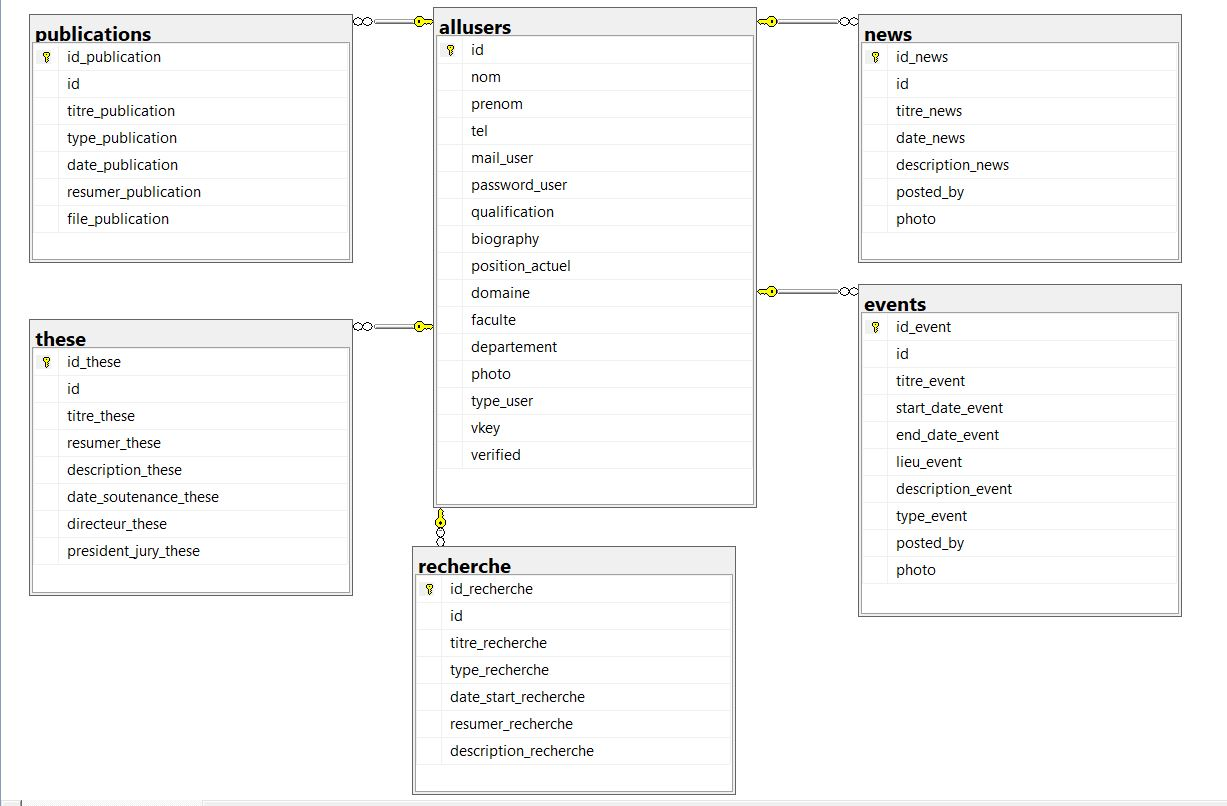 publications
id_publication
id
titre_publication
type_publication
date_publication
resumer_publication
file_publication
allusers
id
nom
prenom
tel
mail_user
password_user
qualification
biography
position_actuel
domaine
faculte
departement
photo
type_user
vkey
verified
news
id_news
id
titre_news
date_news
description_news
posted_by
photo
these
id_these
id
titre_these
resumer_these
description_these
date_soutenance_these
directeur_these
president_jury_these
events
id_event
id
titre_event
start_date_event
end_date_event
lieu_event
description_event
type_event
posted_by
photo
recherche
id_recherche
id
titre_recherche
type_recherche
date_start_recherche
resumer_recherche
description_recherche